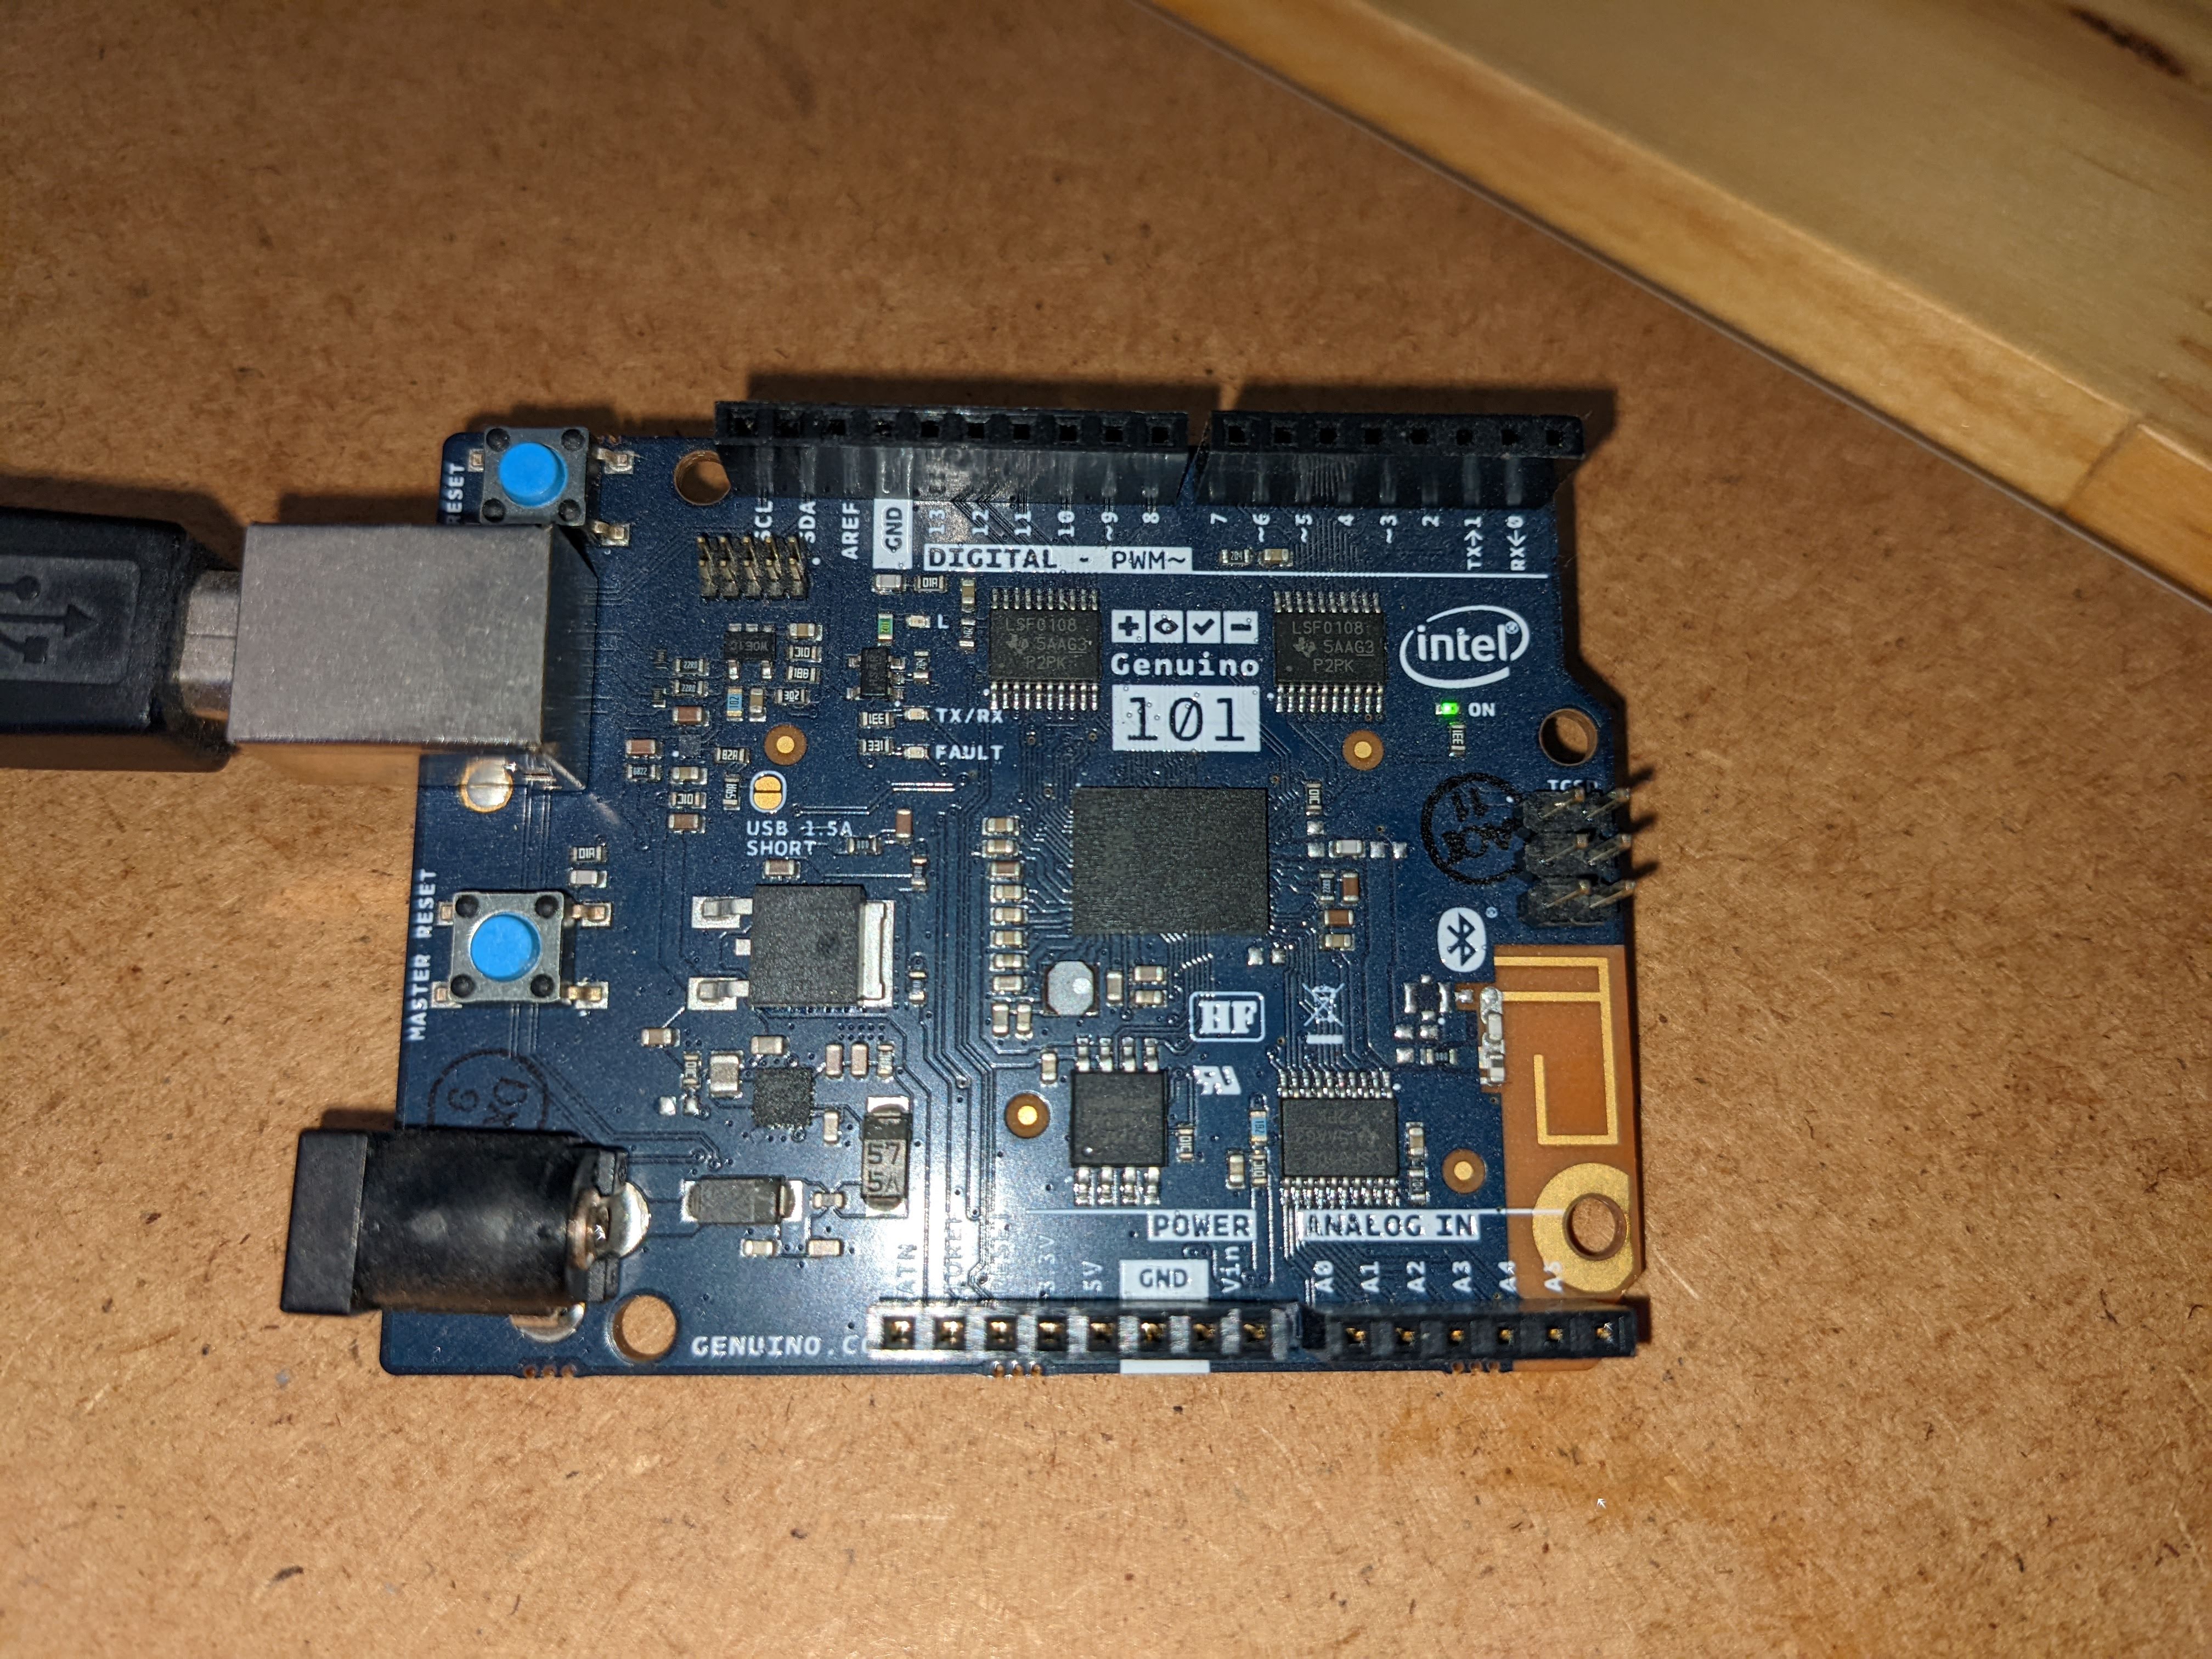 RESET
SCL
SDA
AREF
GND
13
12
11
10
~9
8
7
~6
~5
4
~3
2
TX→1
RX←0
DIGITAL - PWM~
L
LSF0108
5AAG3
P2PK
Genuino
101
LSF0108
5AAG3
P2PK
intel®
ON
TX/RX
FAULT
USB 1.5A
SHORT
MASTER RESET
HF
57
5A
POWER
ANALOG IN
5V
GND
Vin
A0
A1
A2
A3
A4
A5